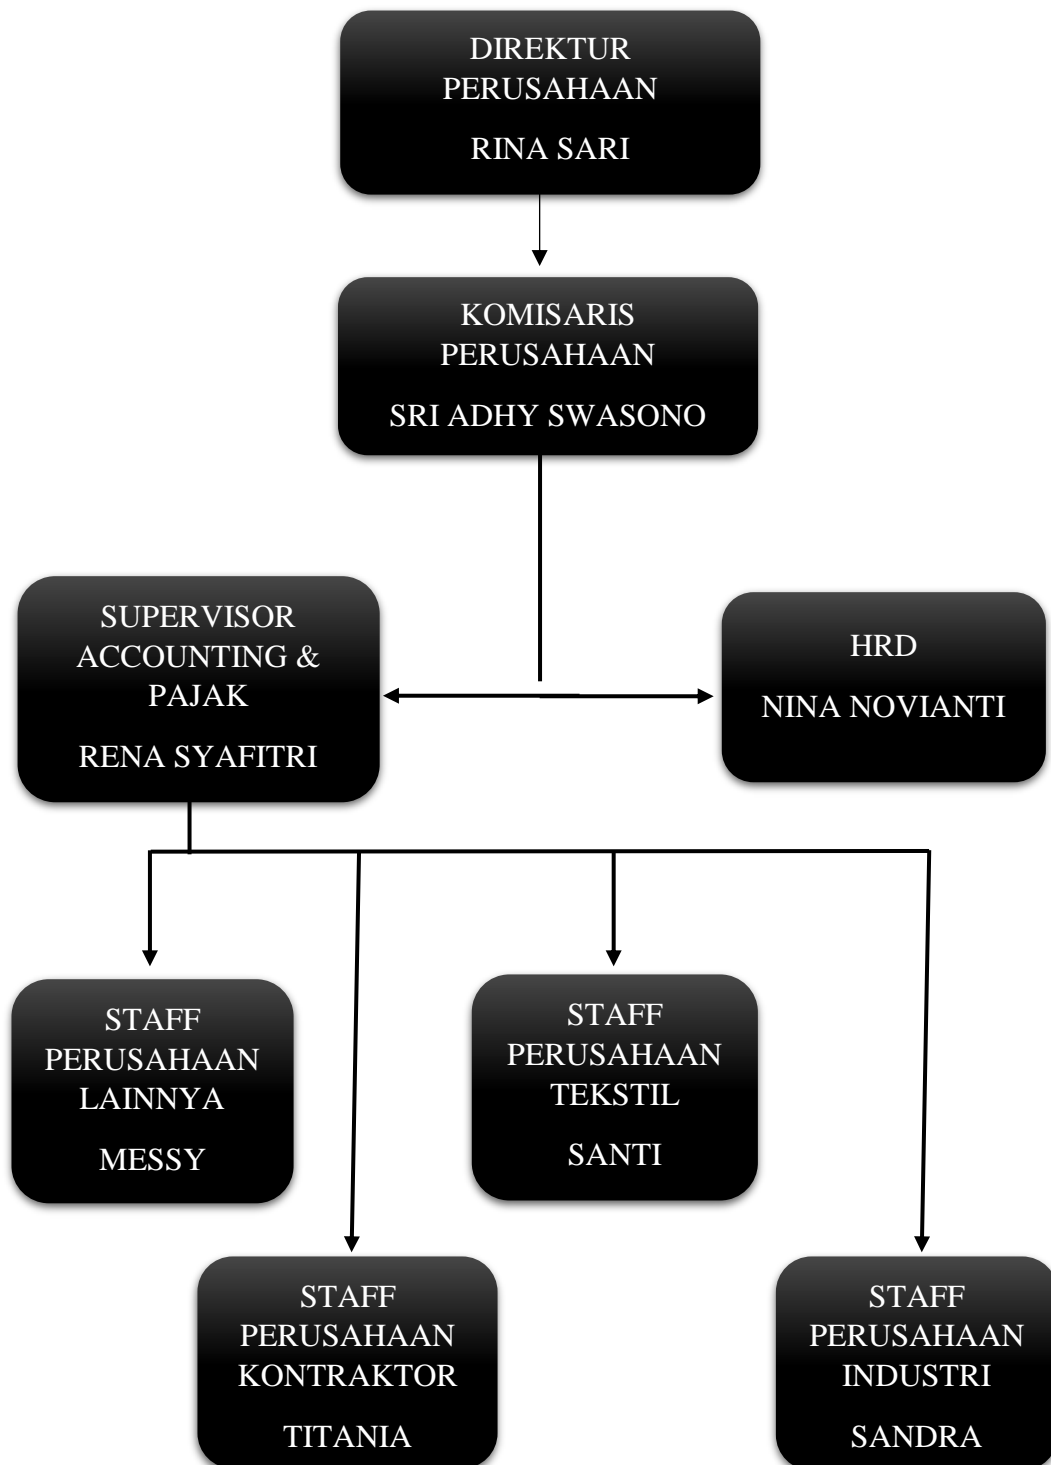 DIREKTUR
PERUSAHAAN
RINA SARI
KOMISARIS
PERUSAHAAN
SRI ADHY SWASONO
SUPERVISOR
ACCOUNTING &
PAJAK
RENA SYAFITRI
HRD
NINA NOVIANTI
STAFF
PERUSAHAAN
LAINNYA
MESSY
STAFF
PERUSAHAAN
TEKSTIL
SANTI
STAFF
PERUSAHAAN
KONTRAKTOR
TITANIA
STAFF
PERUSAHAAN
INDUSTRI
SANDRA